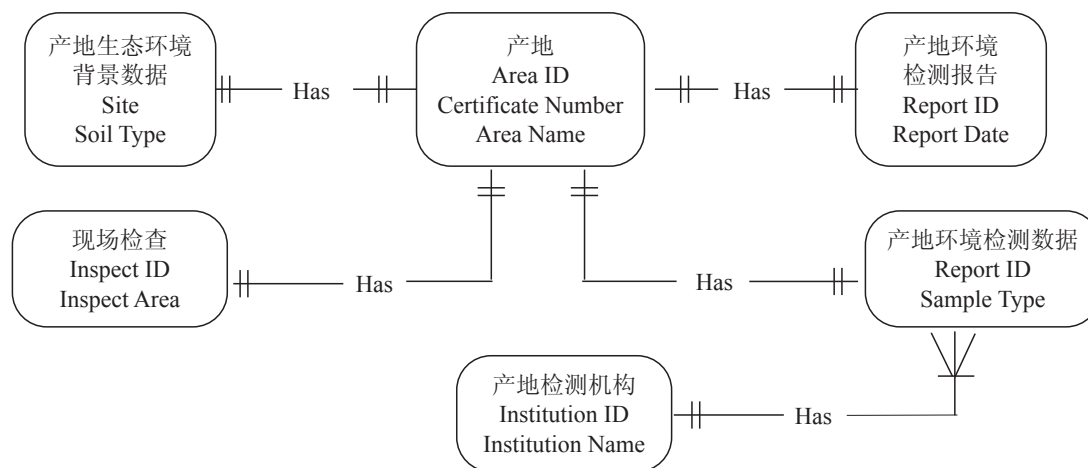 产地生态环境
背景数据
Site
Soil Type
Has
产地
Area ID
Certificate Number
Area Name
Has
产地环境
检测报告
Report ID
Report Date
现场检查
Inspect ID
Inspect Area
Has
Has
产地环境检测数据
Report ID
Sample Type
产地检测机构
Institution ID
Institution Name
Has